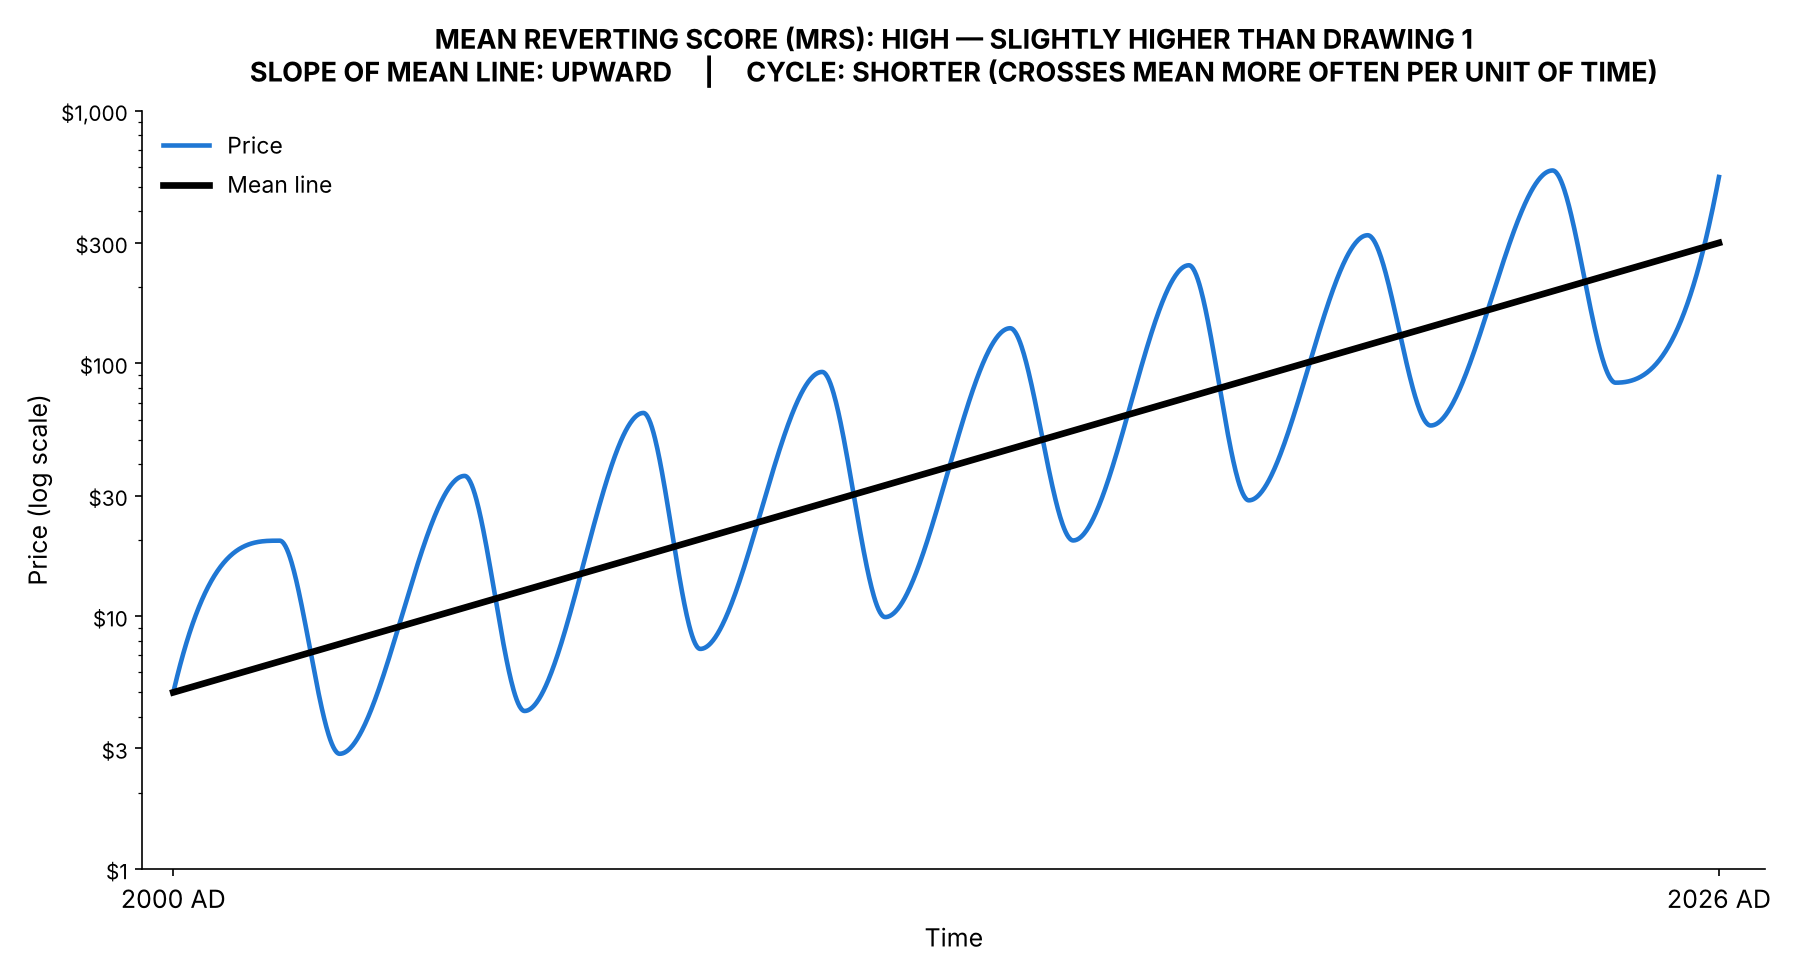 MEAN REVERTING SCORE (MRS): HIGH — SLIGHTLY HIGHER THAN DRAWING 1
SLOPE OF MEAN LINE: UPWARD | CYCLE: SHORTER (CROSSES MEAN MORE OFTEN PER UNIT OF TIME)
Price
Mean line
$1,000
$300
$100
$30
$10
$3
$1
Price (log scale)
2000 AD
2026 AD
Time